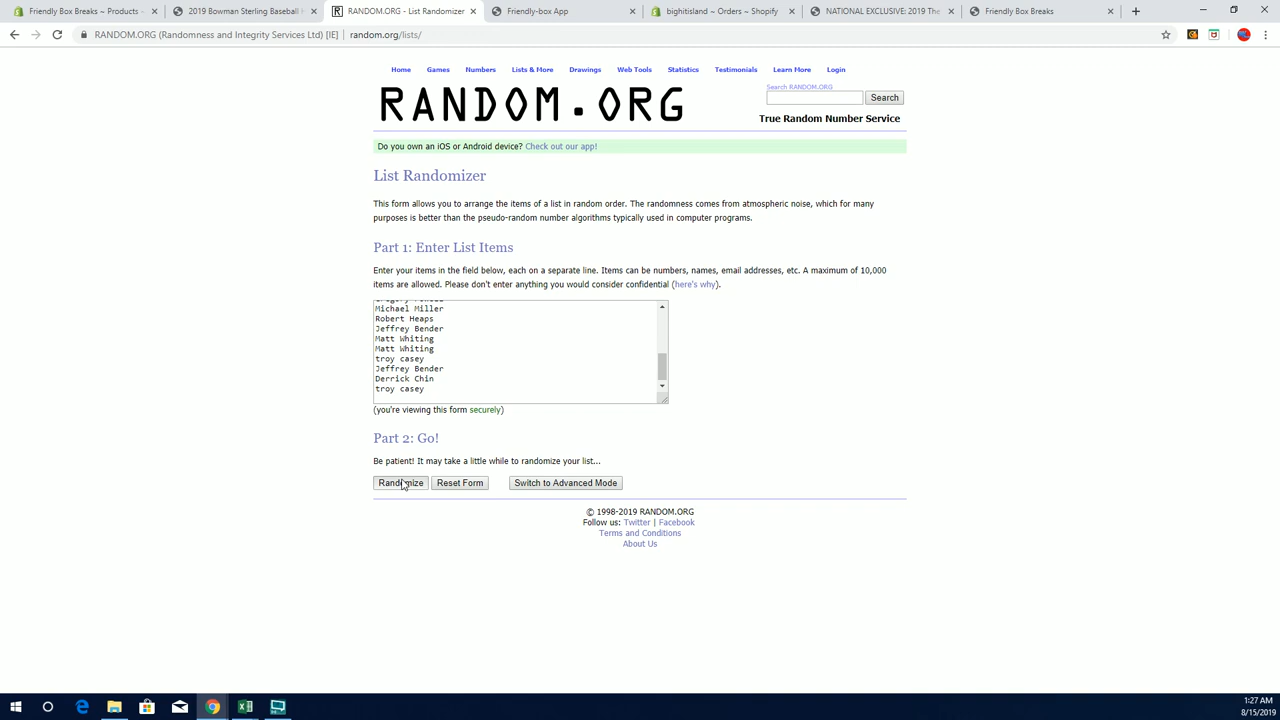 Friendly Box Breaks ~ Products ~
2019 Bowman Sterling Baseball H
RANDOM.ORG - List Randomizer
Friendly-box App
bightisland ~ Orders ~ Shopify
NATIONAL EXCLUSIVE: 2019 The
Friendly Box Breaks
RANDOM.ORG (Randomness and Integrity Services Ltd) [IE] | random.org/lists/
Home Games Numbers Lists & More Drawings Web Tools Statistics Testimonials Learn More Login
Search RANDOM.ORG
RANDOM.ORG
Search
True Random Number Service
Do you own an iOS or Android device? Check out our app!
List Randomizer
This form allows you to arrange the items of a list in random order. The randomness comes from atmospheric noise, which for many
purposes is better than the pseudo-random number algorithms typically used in computer programs.
Part 1: Enter List Items
Enter your items in the field below, each on a separate line. Items can be numbers, names, email addresses, etc. A maximum of 10,000
items are allowed. Please don't enter anything you would consider confidential (here's why).
Michael Miller
Robert Heaps
Jeffrey Bender
Matt Whiting
Matt Whiting
troy casey
Jeffrey Bender
Derrick Chin
troy casey
(you're viewing this form securely)
Part 2: Go!
Be patient! It may take a little while to randomize your list...
Randomize Reset Form Switch to Advanced Mode
© 1998-2019 RANDOM.ORG
Follow us: Twitter | Facebook
Terms and Conditions
About Us
1:27 AM
8/15/2019